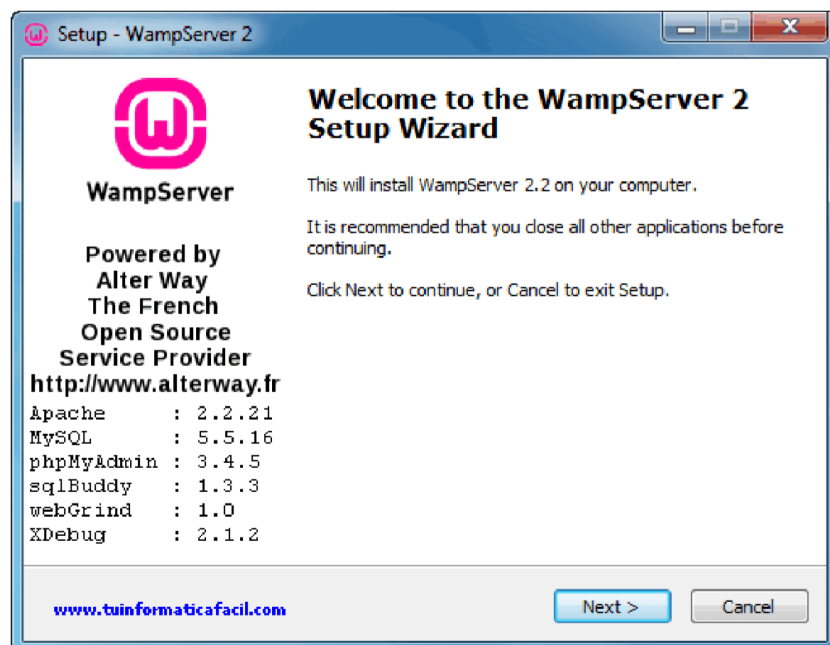 Setup - WampServer 2
WampServer
Powered by
Alter Way
The French
Open Source
Service Provider
http://www.alterway.fr
Apache : 2.2.21
MySQL : 5.5.16
phpMyAdmin : 3.4.5
sqlBuddy : 1.3.3
webGrind : 1.0
XDebug : 2.1.2
Welcome to the WampServer 2
Setup Wizard
This will install WampServer 2.2 on your computer.
It is recommended that you close all other applications before
continuing.
Click Next to continue, or Cancel to exit Setup.
www.tuinformaticafacil.com
Next >
Cancel